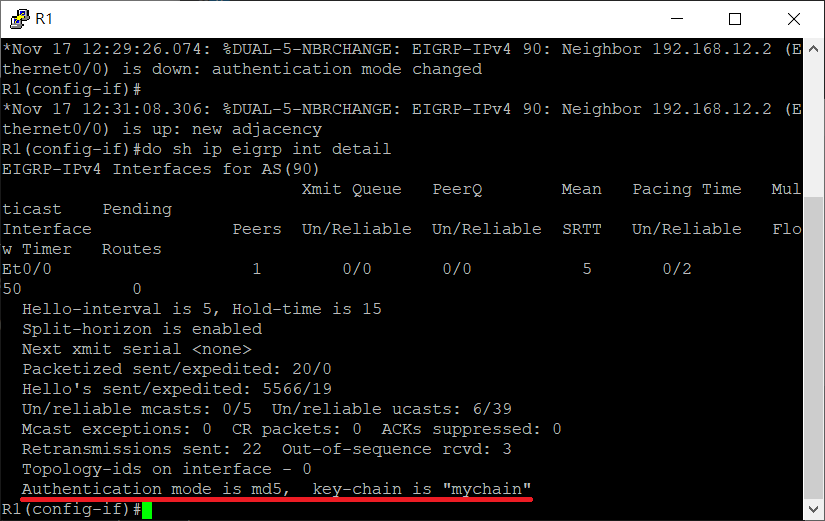 R1
*Nov 17 12:29:26.074: %DUAL-5-NBRCHANGE: EIGRP-IPv4 90: Neighbor 192.168.12.2 (E
thernet0/0) is down: authentication mode changed
R1(config-if)#
*Nov 17 12:31:08.306: %DUAL-5-NBRCHANGE: EIGRP-IPv4 90: Neighbor 192.168.12.2 (E
thernet0/0) is up: new adjacency
R1(config-if)#do sh ip eigrp int detail
EIGRP-IPv4 Interfaces for AS(90)
                              Xmit Queue   PeerQ        Mean   Pacing Time   Mul
ticast    Pending
Interface              Peers  Un/Reliable  Un/Reliable  SRTT   Un/Reliable   Flo
w Timer   Routes
Et0/0                    1        0/0       0/0           5       0/2
50           0
  Hello-interval is 5, Hold-time is 15
  Split-horizon is enabled
  Next xmit serial <none>
  Packetized sent/expedited: 20/0
  Hello's sent/expedited: 5566/19
  Un/reliable mcasts: 0/5  Un/reliable ucasts: 6/39
  Mcast exceptions: 0  CR packets: 0  ACKs suppressed: 0
  Retransmissions sent: 22  Out-of-sequence rcvd: 3
  Topology-ids on interface - 0
  Authentication mode is md5,  key-chain is "mychain"
R1(config-if)#